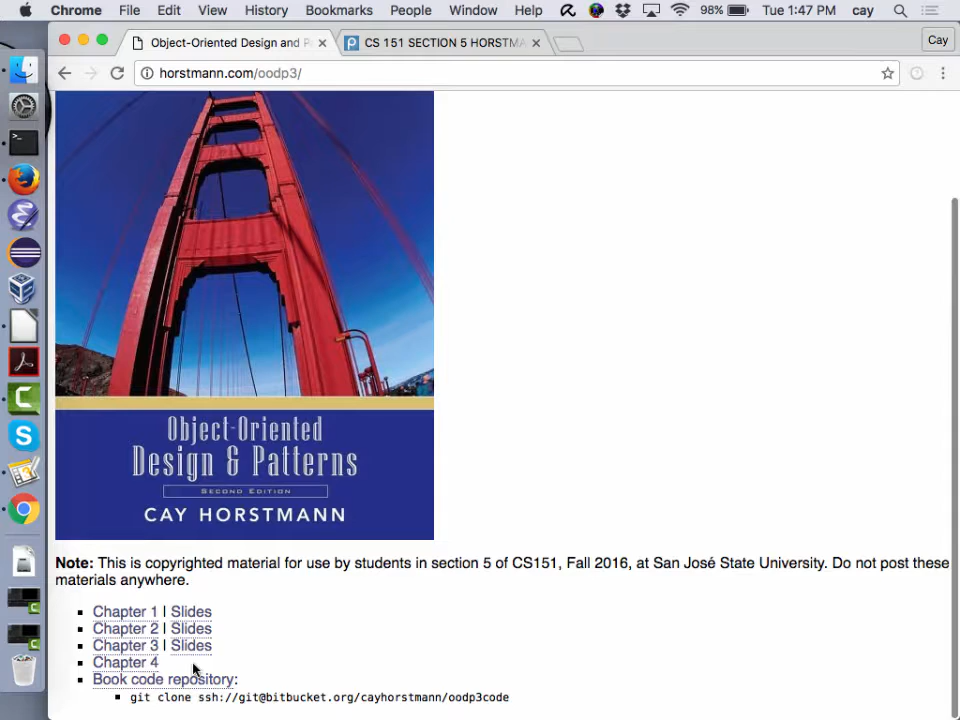 Chrome File Edit View History Bookmarks People Window Help 98% Tue 1:47 PM cay
Object-Oriented Design and P CS 151 SECTION 5 HORSTMA Cay
horstmann.com/oodp3/
Object-Oriented
Design & Patterns
SECOND EDITION
CAY HORSTMANN
Note: This is copyrighted material for use by students in section 5 of CS151, Fall 2016, at San José State University. Do not post these
materials anywhere.
Chapter 1 | Slides
Chapter 2 | Slides
Chapter 3 | Slides
Chapter 4
Book code repository:
git clone ssh://git@bitbucket.org/cayhorstmann/oodp3code